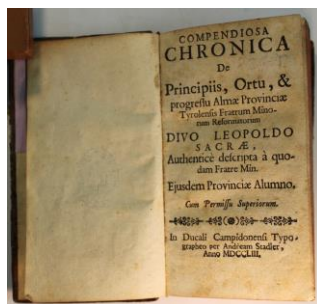 COMPENDIOSA
CHRONICA
De
Principiis, Ortu, &
progressu Almæ Provinciæ
Tyrolensis Fratrum Mino-
rum Reformatorum
DIVO LEOPOLDO
SACRÆ,
Authenticè descripta à quo-
dam Fratre Min.
Ejusdem Provinciæ Alumno.
Cum Permissu Superiorum.
In Ducali Campidonensi Typo-
grapheo per Andream Stadler,
Anno MDCCLIII.